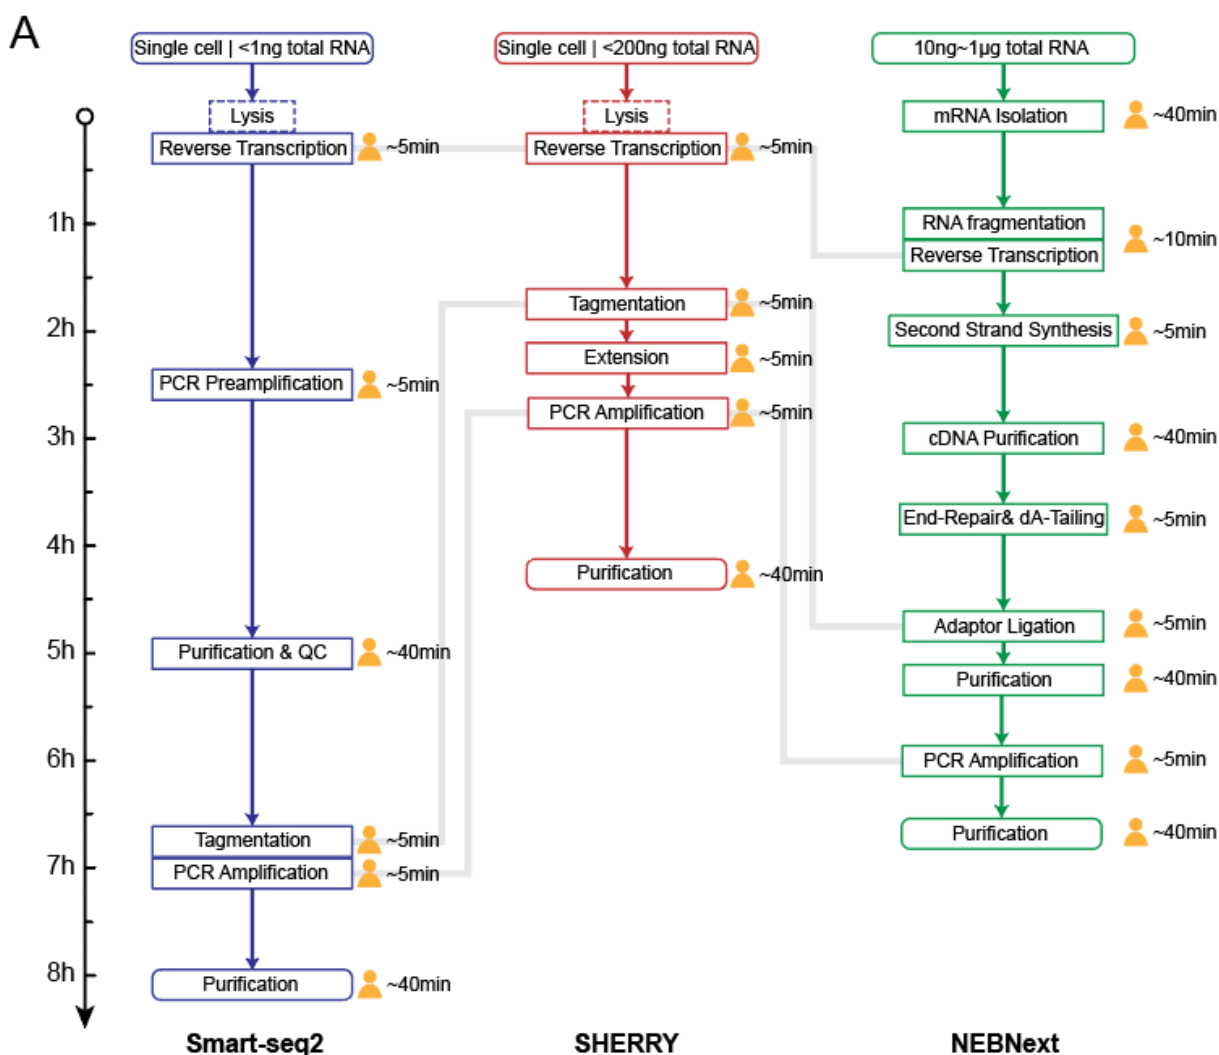 A
Single cell | <1ng total RNA
Single cell | <200ng total RNA
10ng~1µg total RNA
Lysis
Lysis
mRNA Isolation
~40min
Reverse Transcription
~5min
Reverse Transcription
~5min
1h
RNA fragmentation
~10min
Reverse Transcription
Tagmentation
~5min
2h
Second Strand Synthesis
~5min
Extension
~5min
PCR Preamplification
~5min
PCR Amplification
~5min
3h
cDNA Purification
~40min
End-Repair& dA-Tailing
~5min
4h
Purification
~40min
Adaptor Ligation
~5min
5h
Purification & QC
~40min
Purification
~40min
6h
PCR Amplification
~5min
Tagmentation
~5min
Purification
~40min
7h
PCR Amplification
~5min
8h
Purification
~40min
Smart-seq2
SHERRY
NEBNext